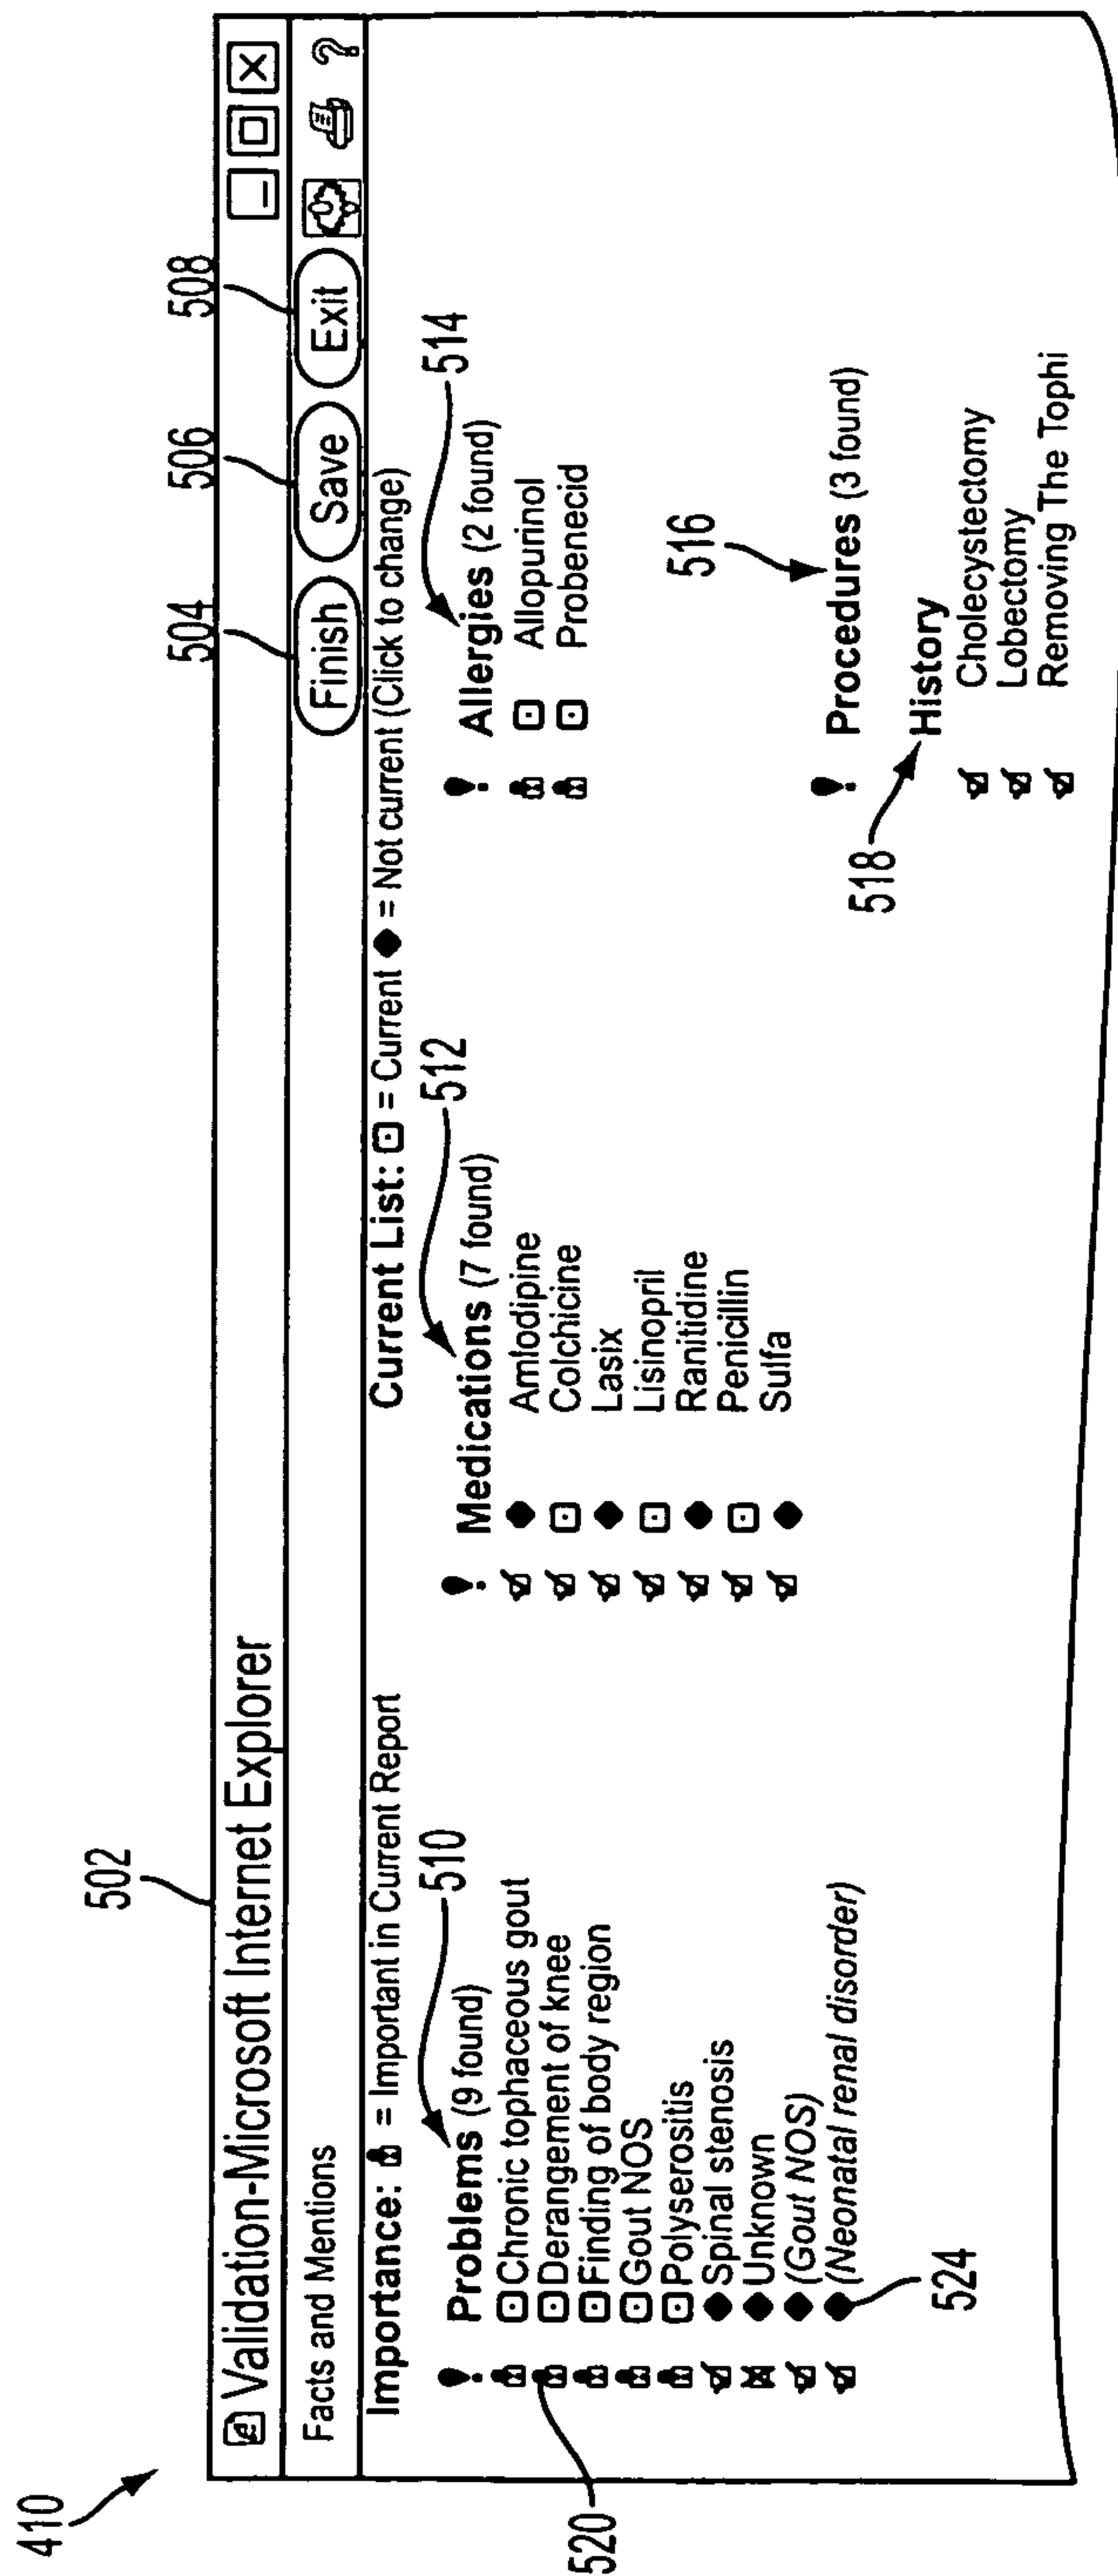 410
502
504
506
508
Validation-Microsoft Internet Explorer
Facts and Mentions
Finish
Save
Exit
?
Importance: = Important in Current Report
Current List: = Current ◆ = Not current (Click to change)
510
Problems (9 found)
Chronic tophaceous gout
Derangement of knee
Finding of body region
Gout NOS
Polyserositis
Spinal stenosis
Unknown
(Gout NOS)
(Neonatal renal disorder)
520
524
512
Medications (7 found)
Amlodipine
Colchicine
Lasix
Lisinopril
Ranitidine
Penicillin
Sulfa
514
Allergies (2 found)
Allopurinol
Probenecid
516
Procedures (3 found)
518
History
Cholecystectomy
Lobectomy
Removing The Tophi